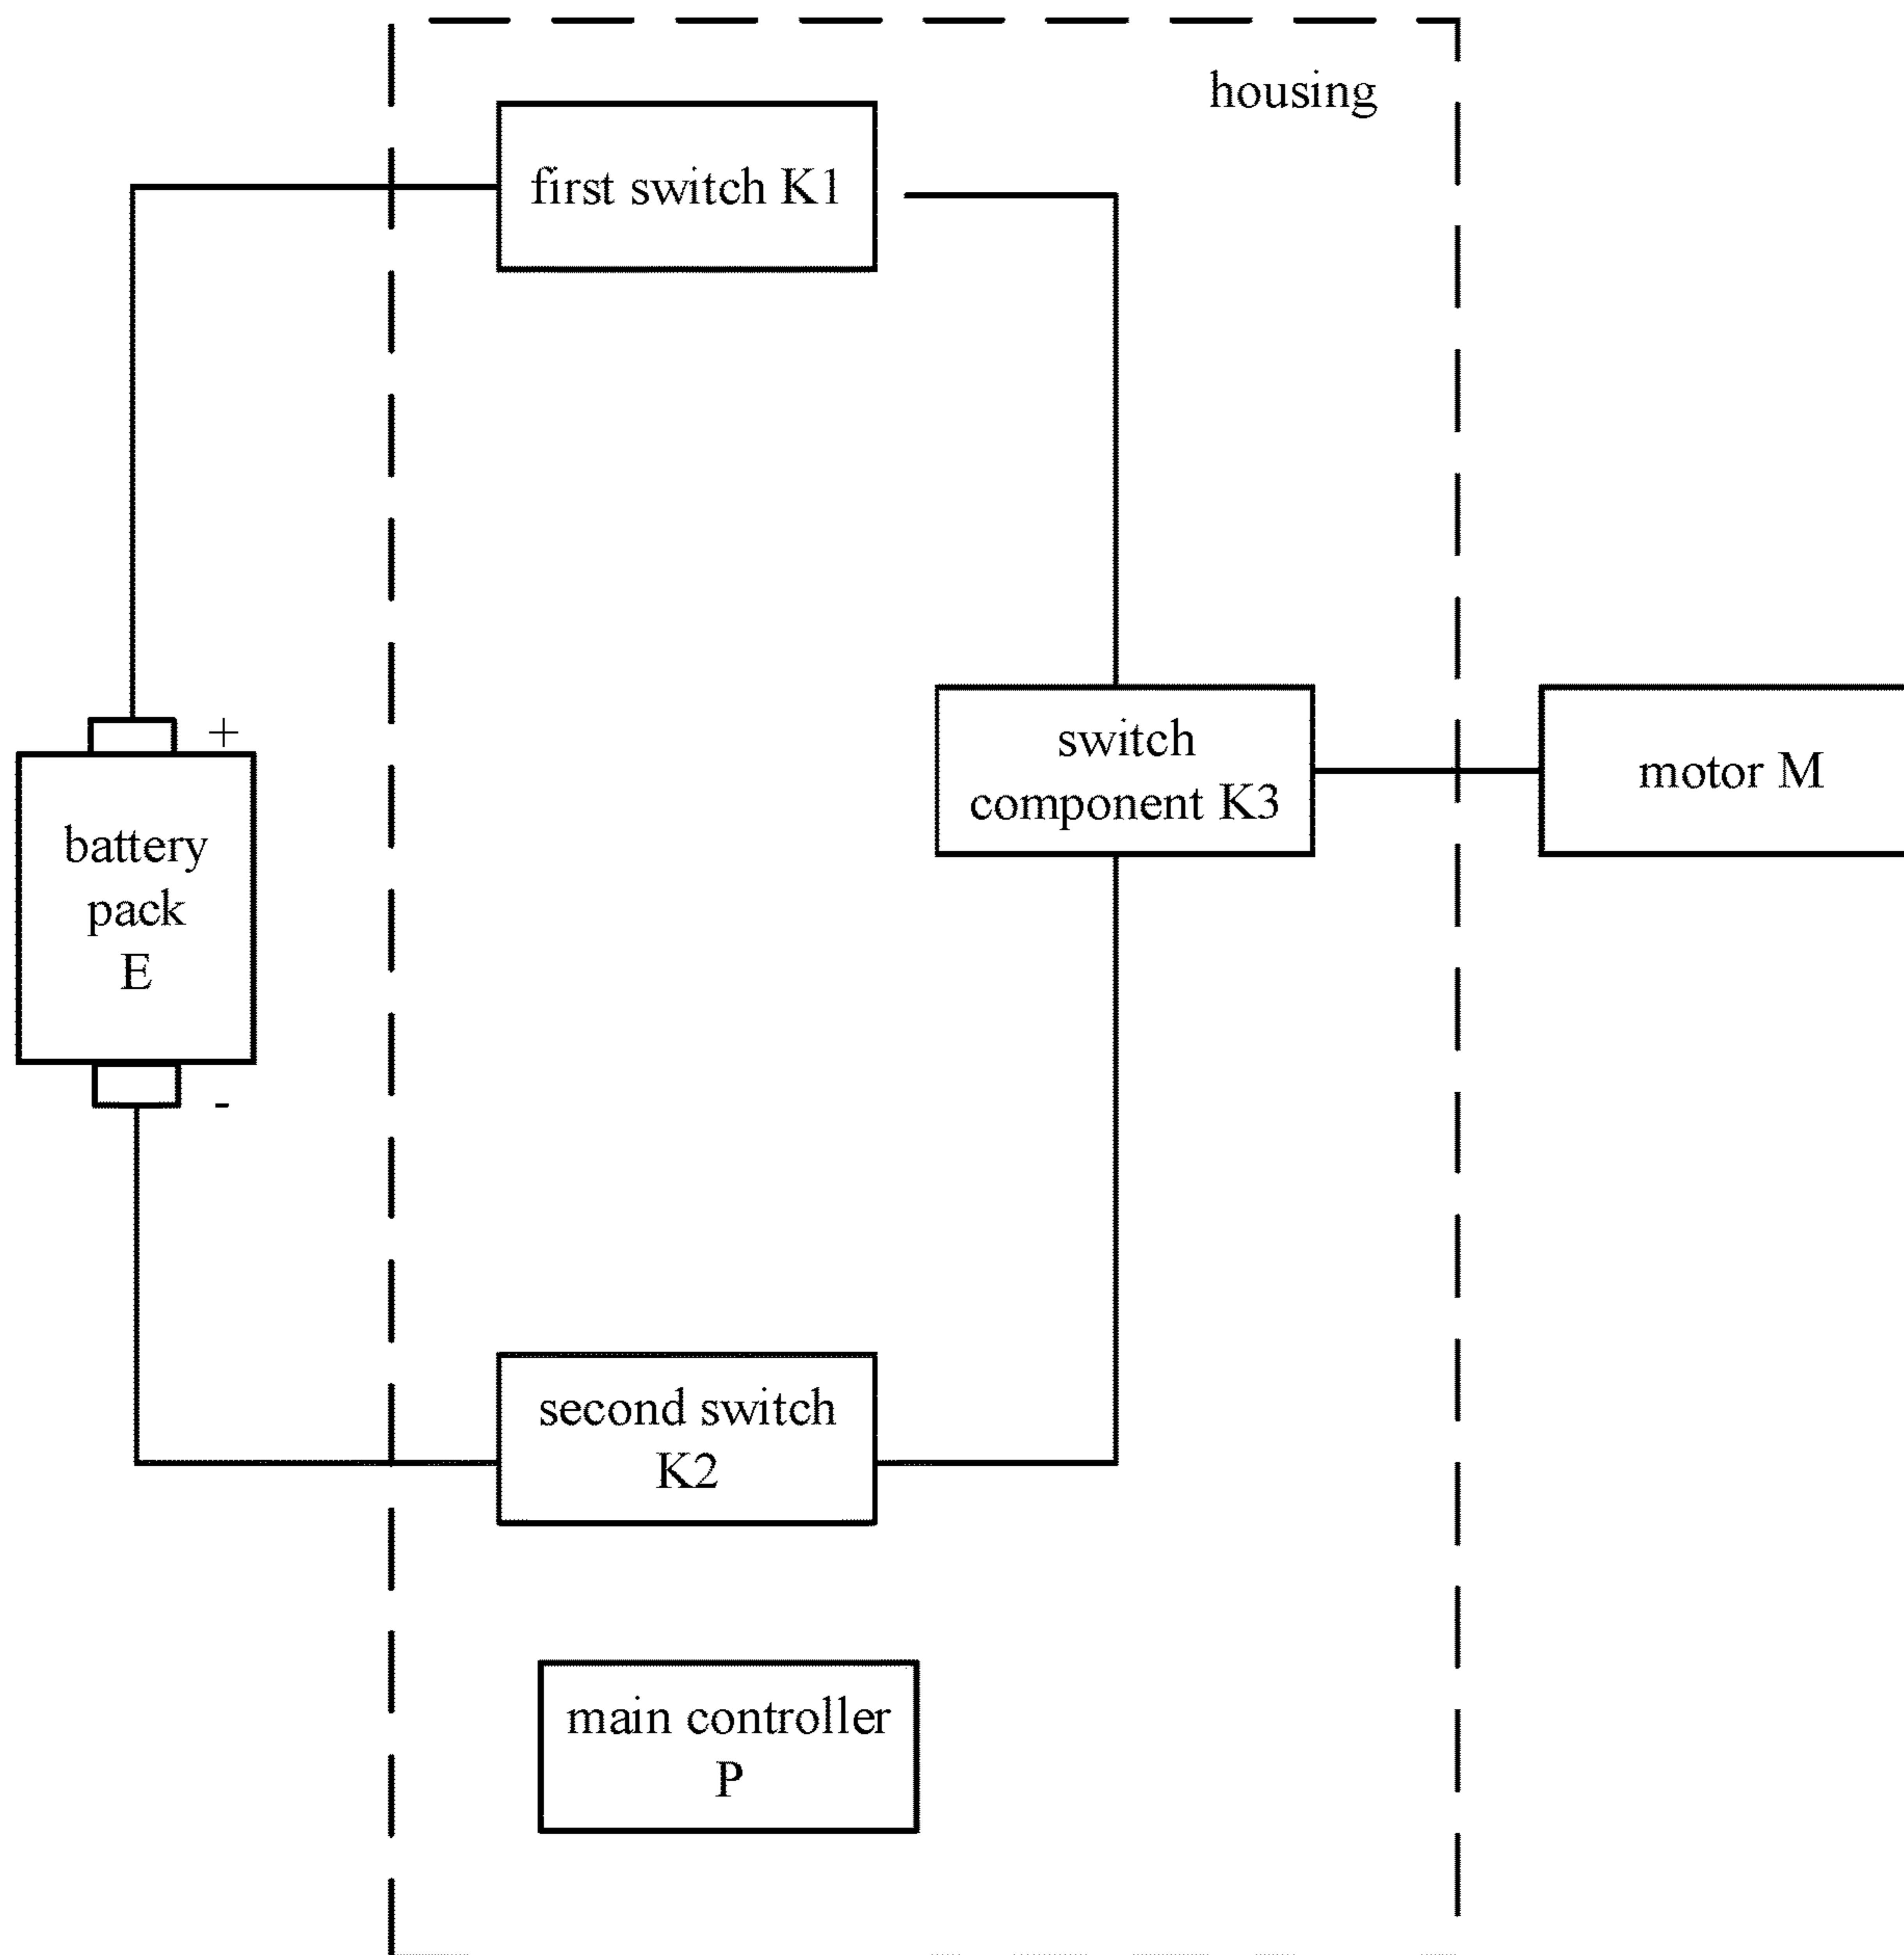 housing
first switch K1
+
switch
component K3
motor M
battery
pack
E
-
second switch
K2
main controller
P